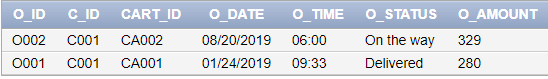 O_ID C_ID CART_ID O_DATE O_TIME O_STATUS O_AMOUNT
O002 C001 CA002 08/20/2019 06:00 On the way 329
O001 C001 CA001 01/24/2019 09:33 Delivered 280